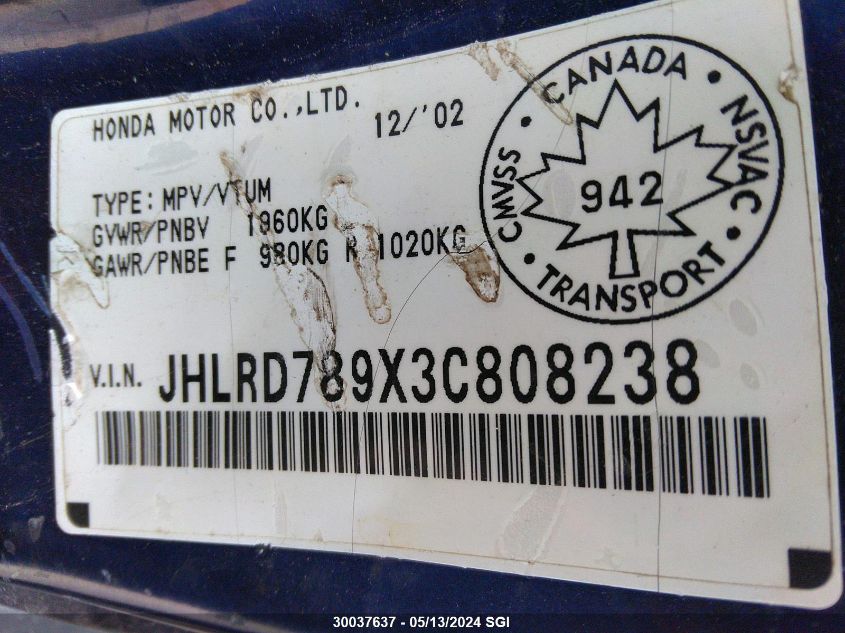 HONDA MOTOR CO.,LTD. 12/'02
TYPE: MPV/VTUM
GVWR/PNBV 1960KG
GAWR/PNBE F 980KG R 1020KG
CMVSS • CANADA • NSVAC • TRANSPORT •
942
V.I.N. JHLRD789X3C808238
30037637 - 05/13/2024 SGI